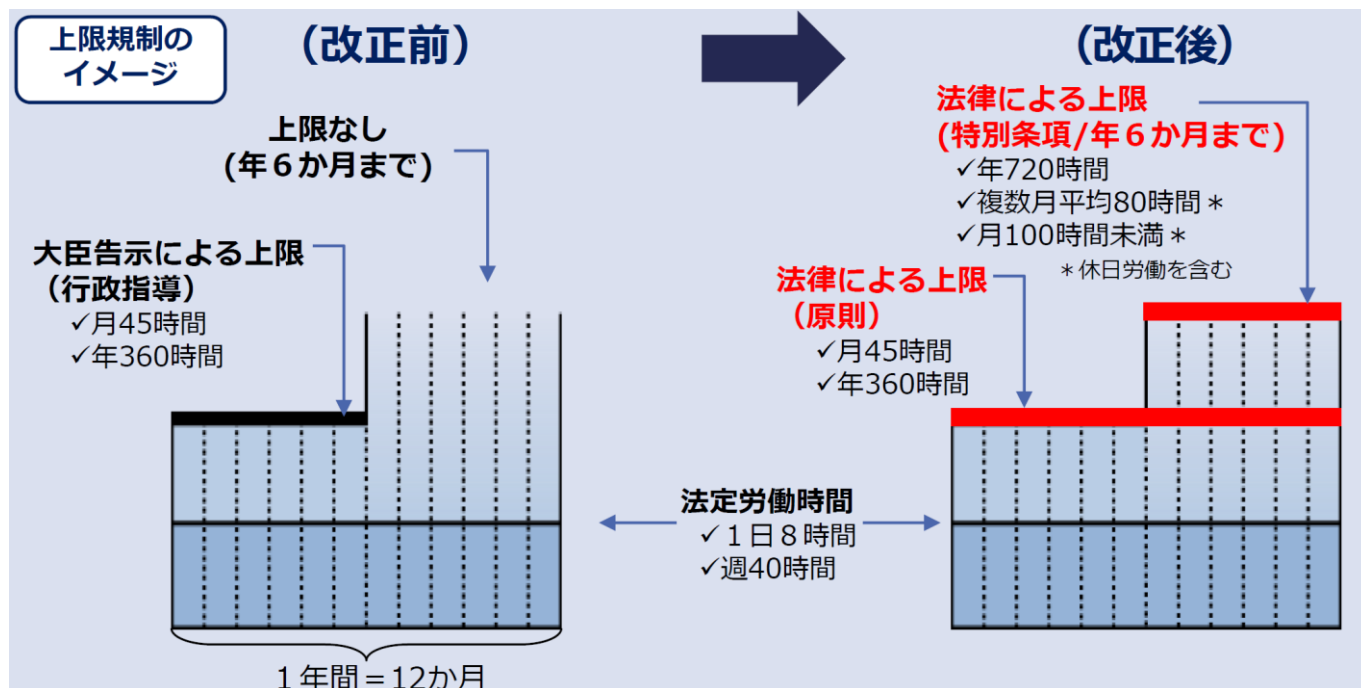 上限規制の
イメージ
（改正前）
（改正後）
上限なし
(年６か月まで)
大臣告示による上限
（行政指導）
✓月45時間
✓年360時間
法律による上限
(特別条項/年６か月まで)
✓年720時間
✓複数月平均80時間＊
✓月100時間未満＊
＊休日労働を含む
法律による上限
（原則）
✓月45時間
✓年360時間
法定労働時間
✓１日８時間
✓週40時間
１年間＝12か月